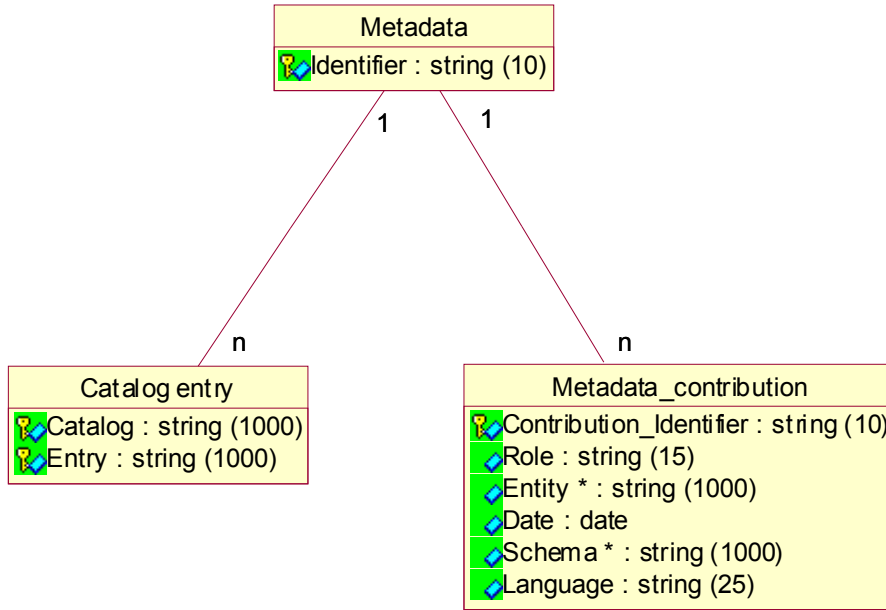 Metadata
Identifier : string (10)
1
1
n
n
Catalog entry
Catalog : string (1000)
Entry : string (1000)
Metadata_contribution
Contribution_Identifier : string (10)
Role : string (15)
Entity * : string (1000)
Date : date
Schema * : string (1000)
Language : string (25)